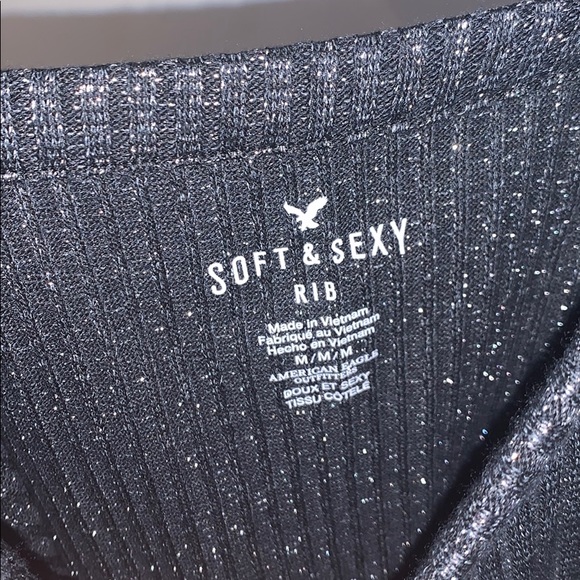 SOFT & SEXY
RIB
Made in Vietnam
Fabriqué au Vietnam
Hecho en Vietnam
M/M/M
AMERICAN EAGLE
OUTFITTERS
DOUX ET SEXY
TISSU CÔTELÉ